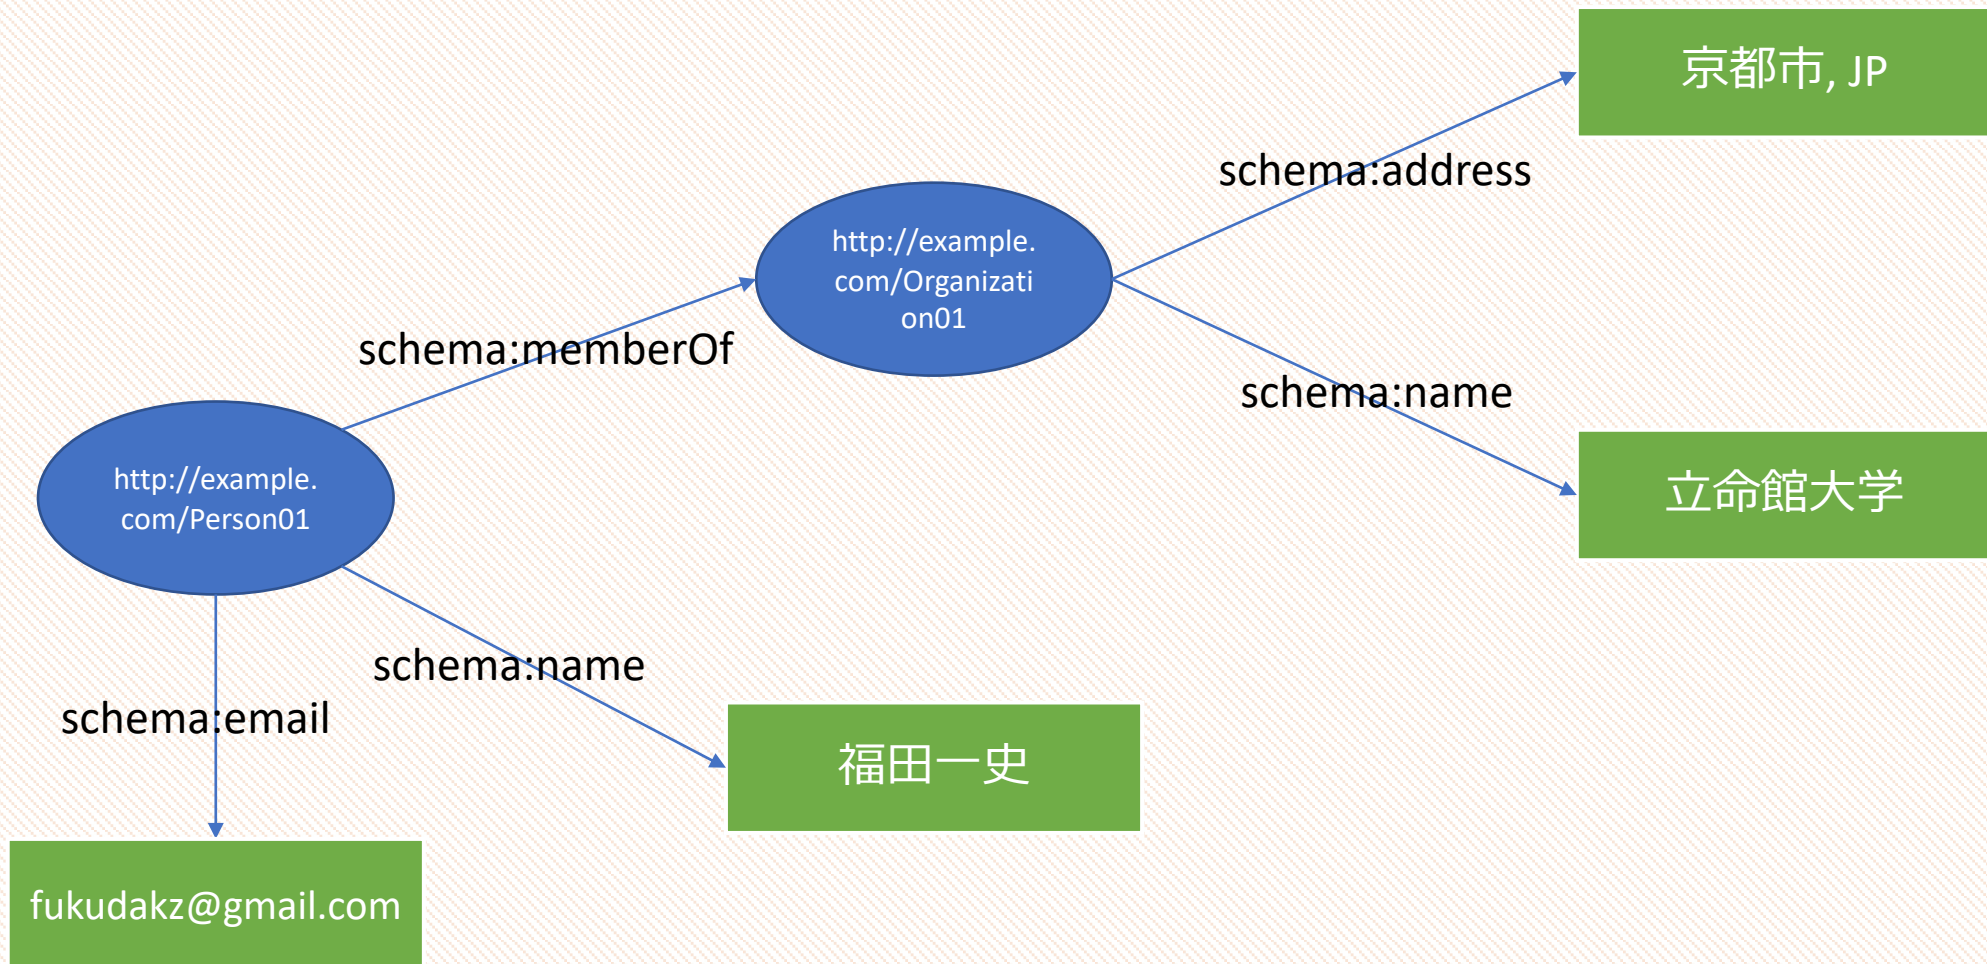 京都市, JP
schema:address
http://example.
com/Organizati
on01
schema:memberOf
schema:name
立命館大学
http://example.
com/Person01
schema:name
schema:email
福田一史
fukudakz@gmail.com